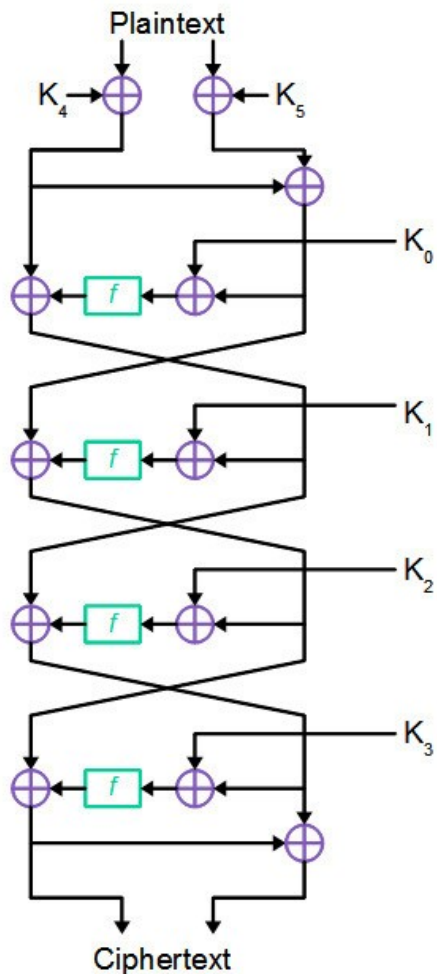 Plaintext
K₄ K₅
K₀
f
K₁
f
K₂
f
K₃
f
Ciphertext